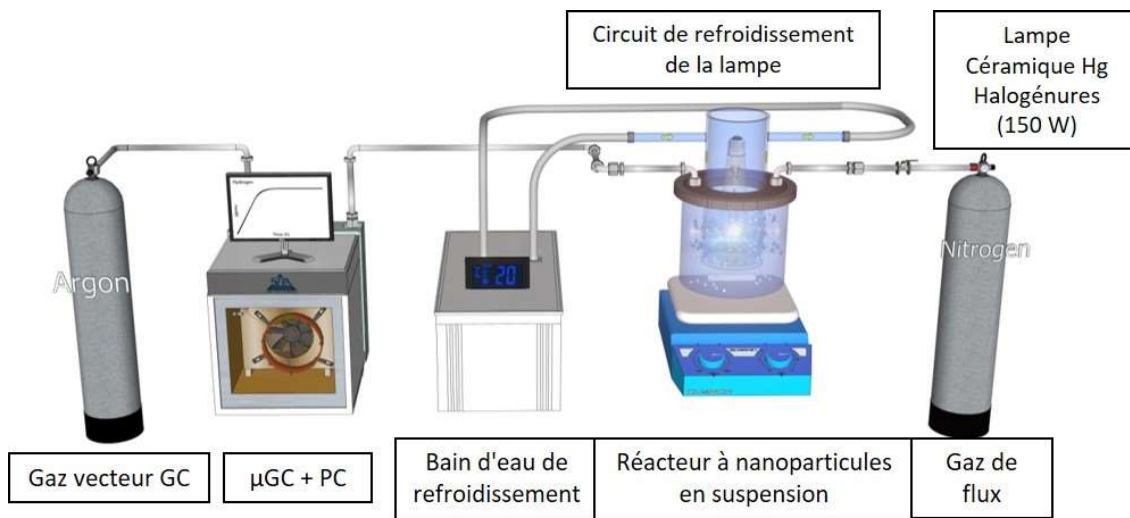 Circuit de refroidissement
de la lampe
Lampe
Céramique Hg
Halogénures
(150 W)
Hydrogen
Time (h)
20
Argon
Nitrogen
Gaz vecteur GC
µGC + PC
Bain d'eau de
refroidissement
Réacteur à nanoparticules
en suspension
Gaz de
flux